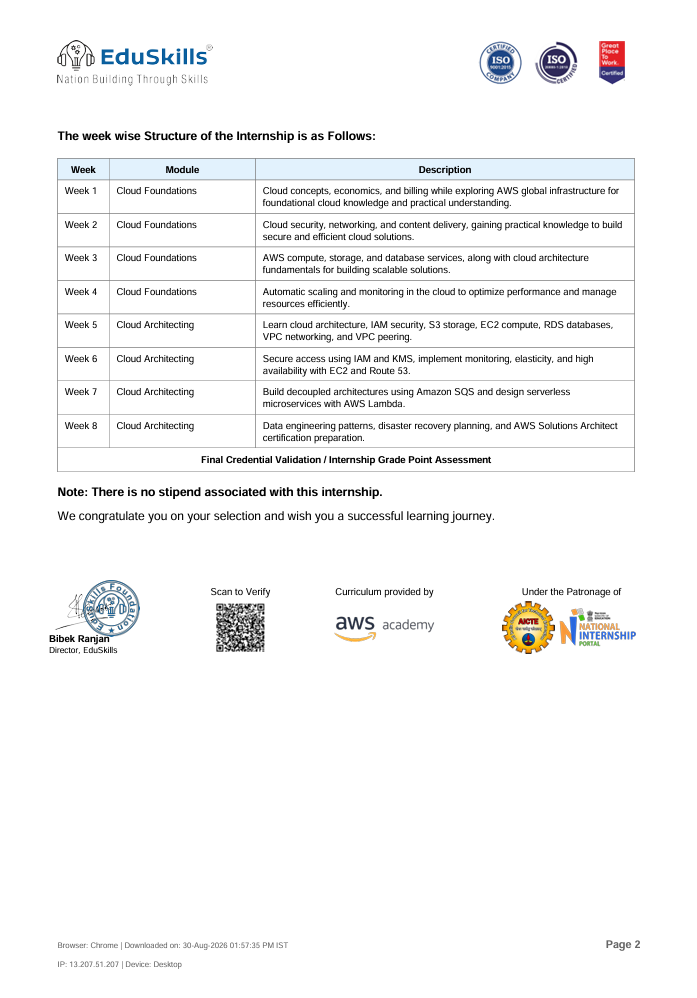 EduSkills®
Nation Building Through Skills
CERTIFIED
ISO
9001:2015
COMPANY
ISO
CERTIFIED
Great
Place
To
Work.
Certified
The week wise Structure of the Internship is as Follows:
Week Module Description
Week 1 Cloud Foundations Cloud concepts, economics, and billing while exploring AWS global infrastructure for
foundational cloud knowledge and practical understanding.
Week 2 Cloud Foundations Cloud security, networking, and content delivery, gaining practical knowledge to build
secure and efficient cloud solutions.
Week 3 Cloud Foundations AWS compute, storage, and database services, along with cloud architecture
fundamentals for building scalable solutions.
Week 4 Cloud Foundations Automatic scaling and monitoring in the cloud to optimize performance and manage
resources efficiently.
Week 5 Cloud Architecting Learn cloud architecture, IAM security, S3 storage, EC2 compute, RDS databases,
VPC networking, and VPC peering.
Week 6 Cloud Architecting Secure access using IAM and KMS, implement monitoring, elasticity, and high
availability with EC2 and Route 53.
Week 7 Cloud Architecting Build decoupled architectures using Amazon SQS and design serverless
microservices with AWS Lambda.
Week 8 Cloud Architecting Data engineering patterns, disaster recovery planning, and AWS Solutions Architect
certification preparation.
Final Credential Validation / Internship Grade Point Assessment
Note: There is no stipend associated with this internship.
We congratulate you on your selection and wish you a successful learning journey.
Scan to Verify Curriculum provided by Under the Patronage of
EduSkills Foundation
aws academy
AICTE
NATIONAL
INTERNSHIP
PORTAL
Bibek Ranjan
Director, EduSkills
Browser: Chrome | Downloaded on: 30-Aug-2026 01:57:35 PM IST
Page 2
IP: 13.207.51.207 | Device: Desktop